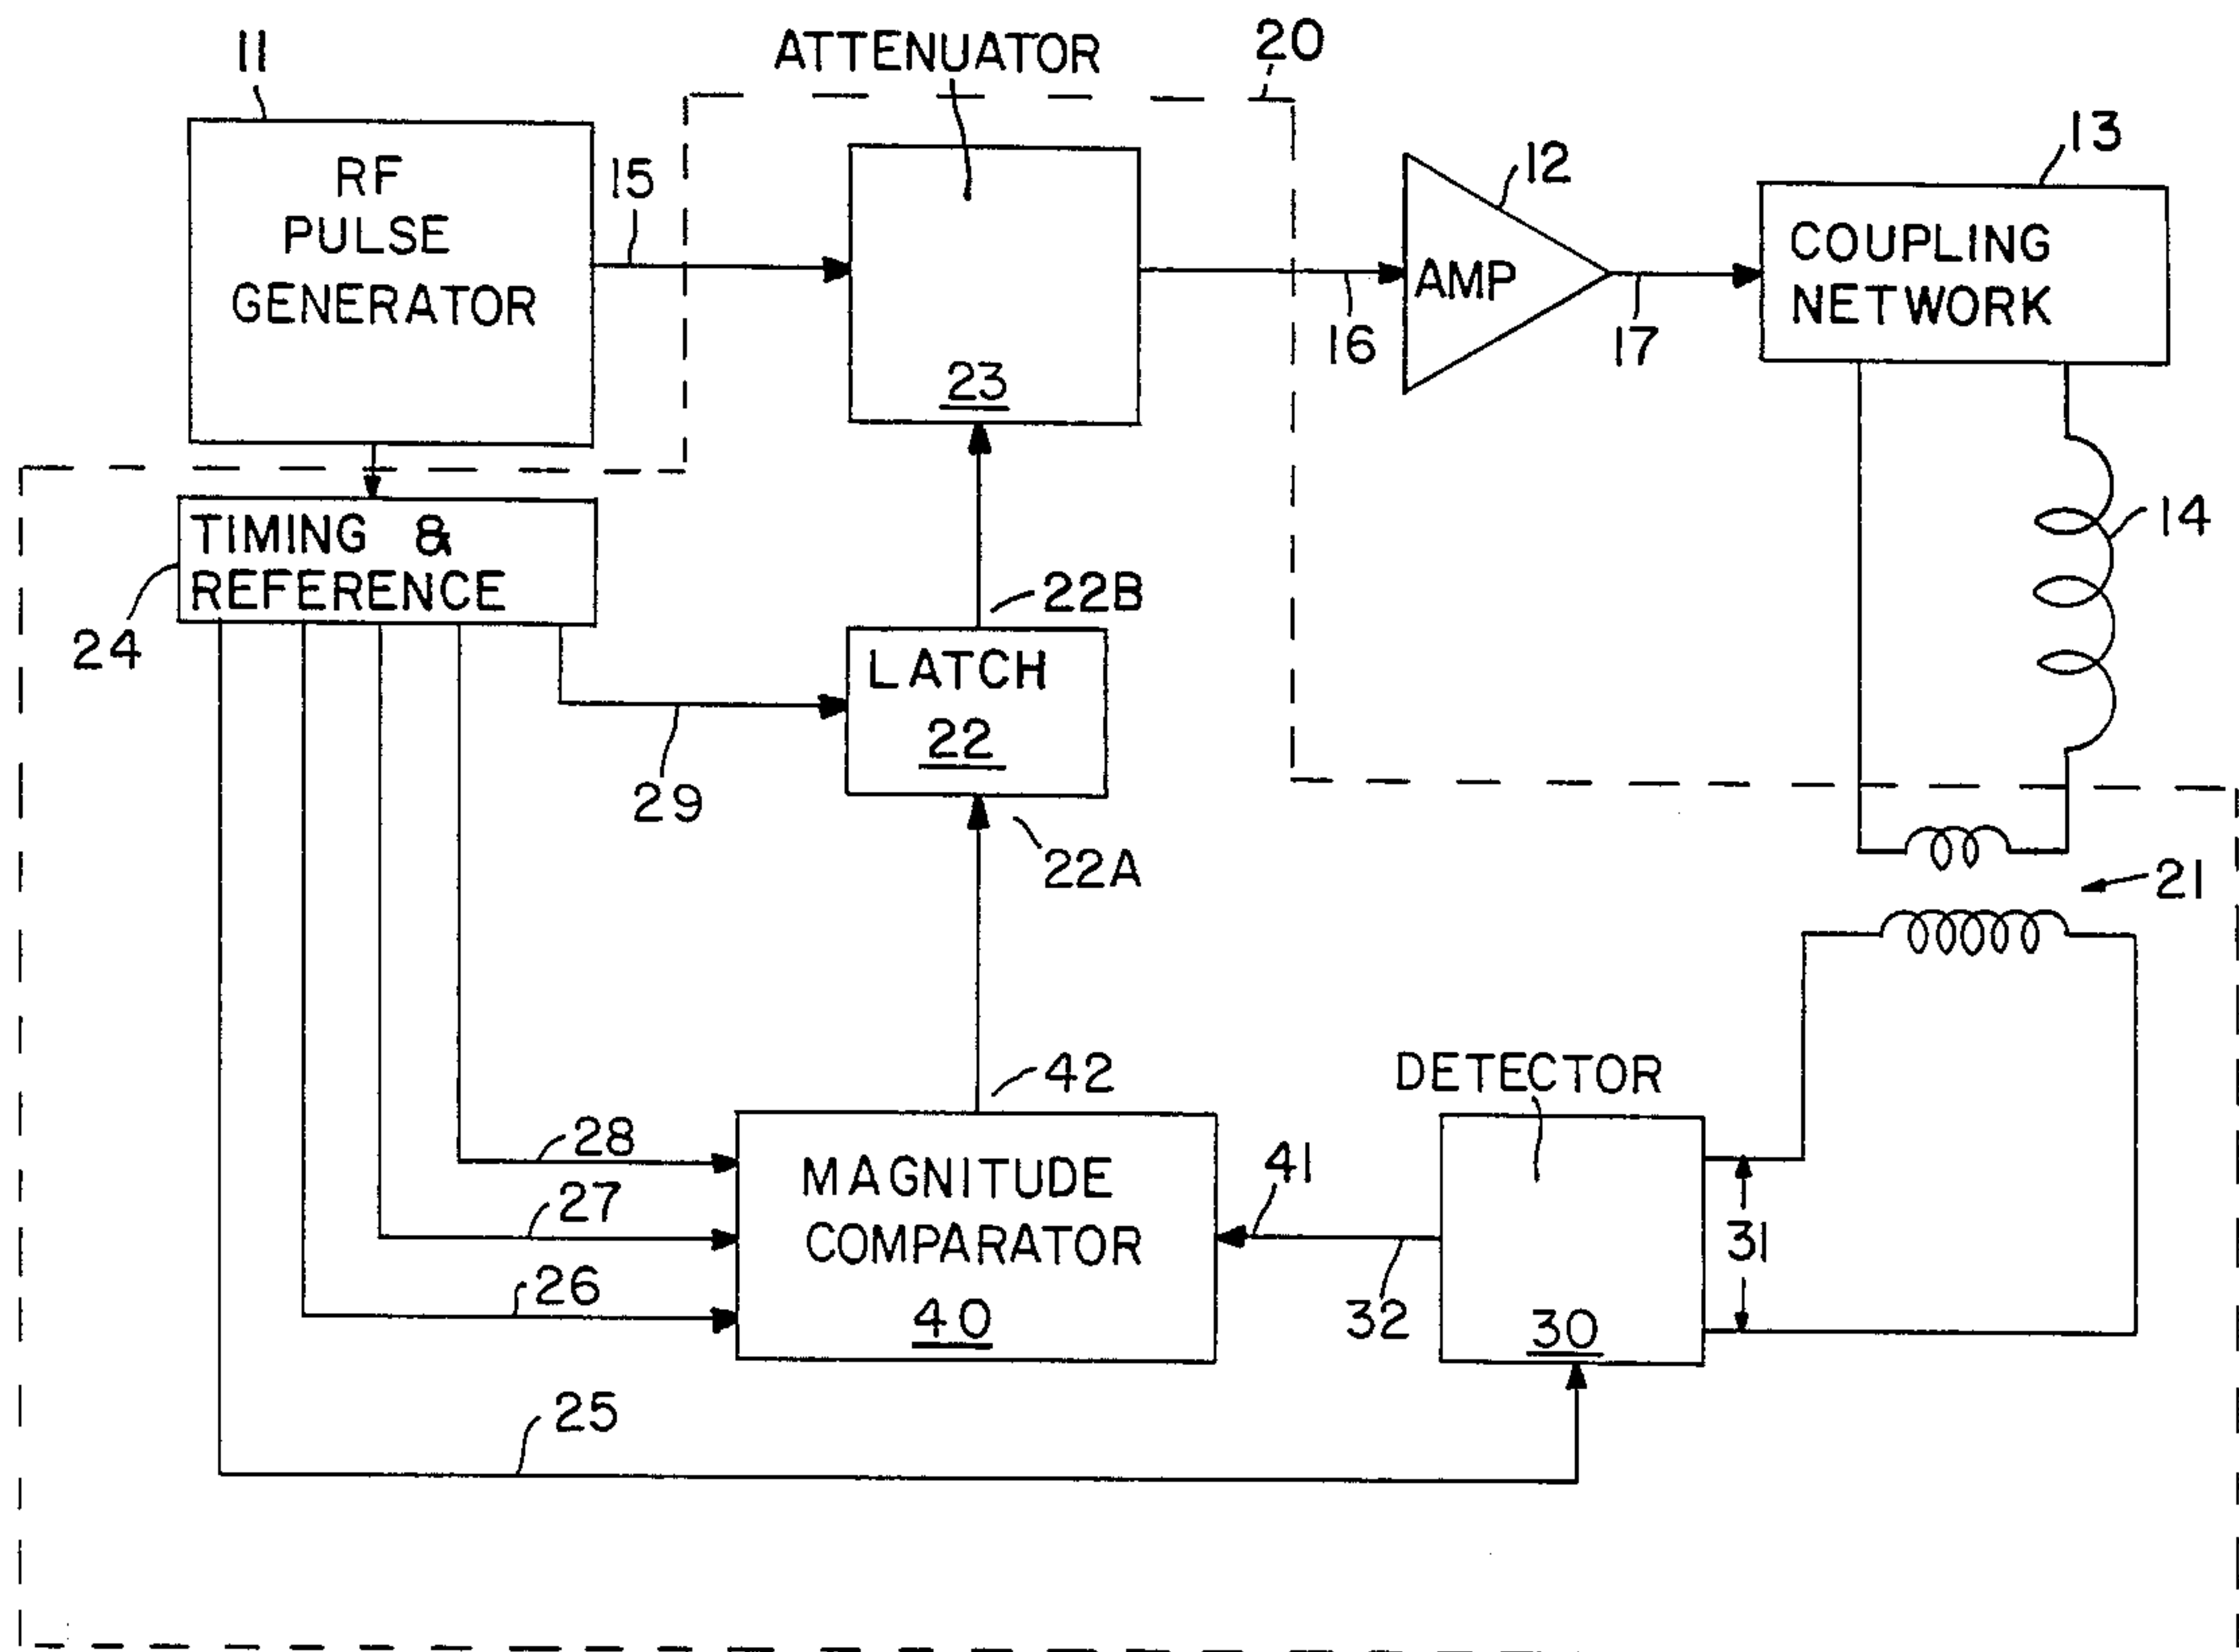 11
ATTENUATOR
20
RF
PULSE
GENERATOR
15
23
12
AMP
16
17
13
COUPLING
NETWORK
14
TIMING &
REFERENCE
24
22B
LATCH
22
29
22A
21
42
DETECTOR
28
27
26
25
MAGNITUDE
COMPARATOR
40
41
32
30
31